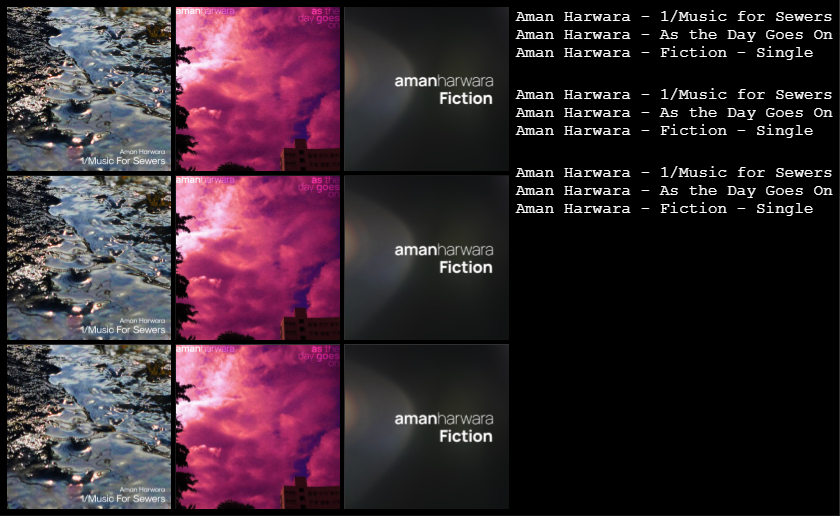 Aman Harwara
1/Music For Sewers
amanharwara
as the
day goes
on
amanharwara
Fiction
Aman Harwara - 1/Music for Sewers
Aman Harwara - As the Day Goes On
Aman Harwara - Fiction - Single
Aman Harwara
1/Music For Sewers
amanharwara
as the
day goes
on
amanharwara
Fiction
Aman Harwara - 1/Music for Sewers
Aman Harwara - As the Day Goes On
Aman Harwara - Fiction - Single
Aman Harwara
1/Music For Sewers
amanharwara
as the
day goes
on
amanharwara
Fiction
Aman Harwara - 1/Music for Sewers
Aman Harwara - As the Day Goes On
Aman Harwara - Fiction - Single